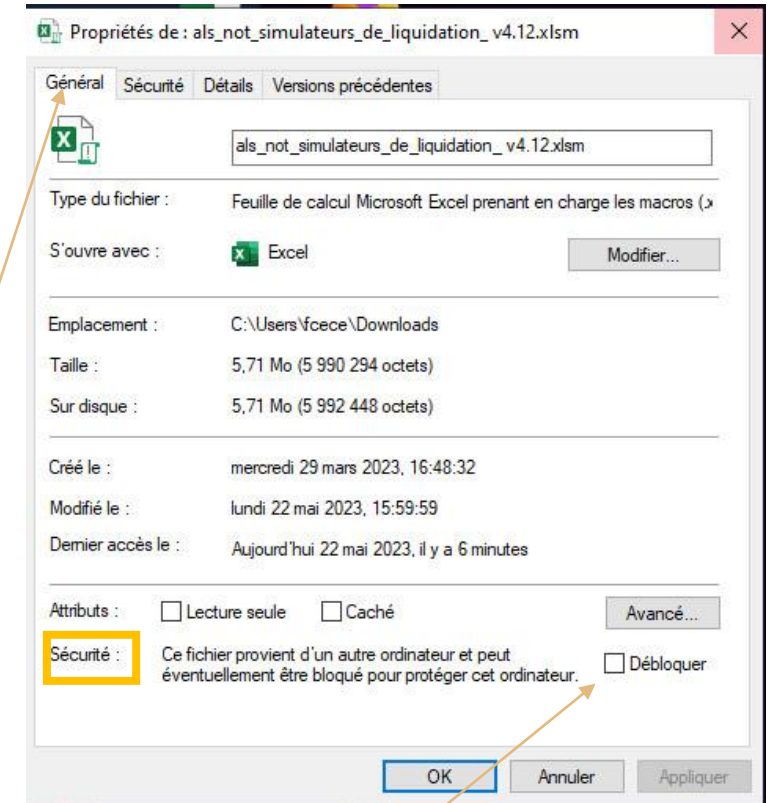 Propriétés de : als_not_simulateurs_de_liquidation_ v4.12.xlsm
Général Sécurité Détails Versions précédentes
als_not_simulateurs_de_liquidation_ v4.12.xlsm
Type du fichier : Feuille de calcul Microsoft Excel prenant en charge les macros (.x
S'ouvre avec : Excel Modifier...
Emplacement : C:\Users\fcece\Downloads
Taille : 5,71 Mo (5 990 294 octets)
Sur disque : 5,71 Mo (5 992 448 octets)
Créé le : mercredi 29 mars 2023, 16:48:32
Modifié le : lundi 22 mai 2023, 15:59:59
Dernier accès le : Aujourd'hui 22 mai 2023, il y a 6 minutes
Attributs : Lecture seule Caché Avancé...
Sécurité : Ce fichier provient d'un autre ordinateur et peut
éventuellement être bloqué pour protéger cet ordinateur. Débloquer
OK Annuler Appliquer